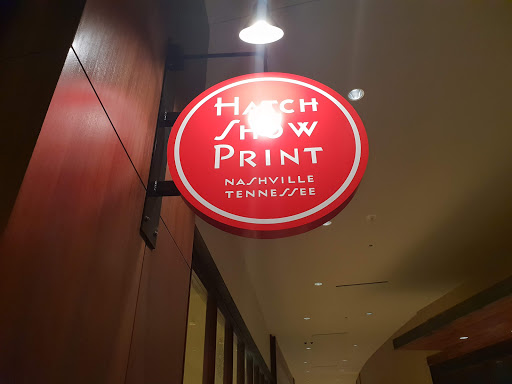 Hatch
Show
Print
Nashville
Tennessee